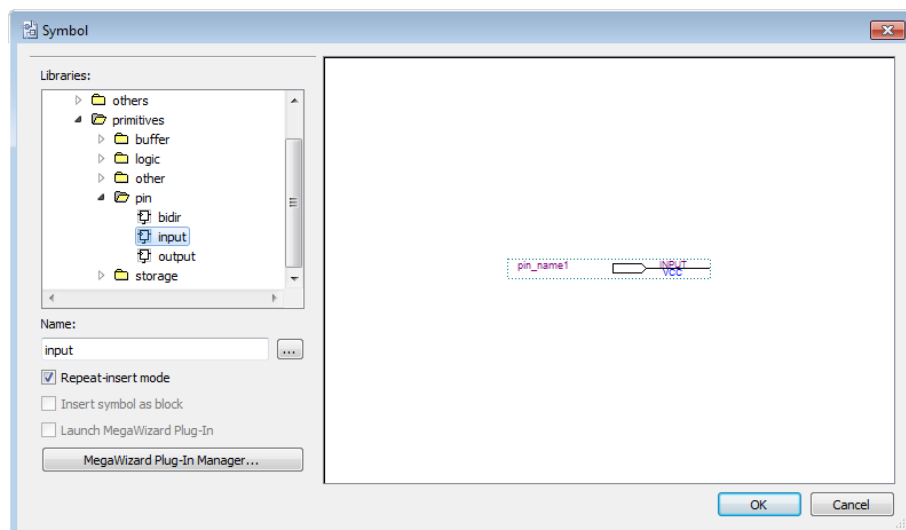 Symbol
Libraries:
others
primitives
buffer
logic
other
pin
bidir
input
output
storage
Name:
input
...
Repeat-insert mode
Insert symbol as block
Launch MegaWizard Plug-In
MegaWizard Plug-In Manager...
pin_name1
INPUT
VCC
OK
Cancel